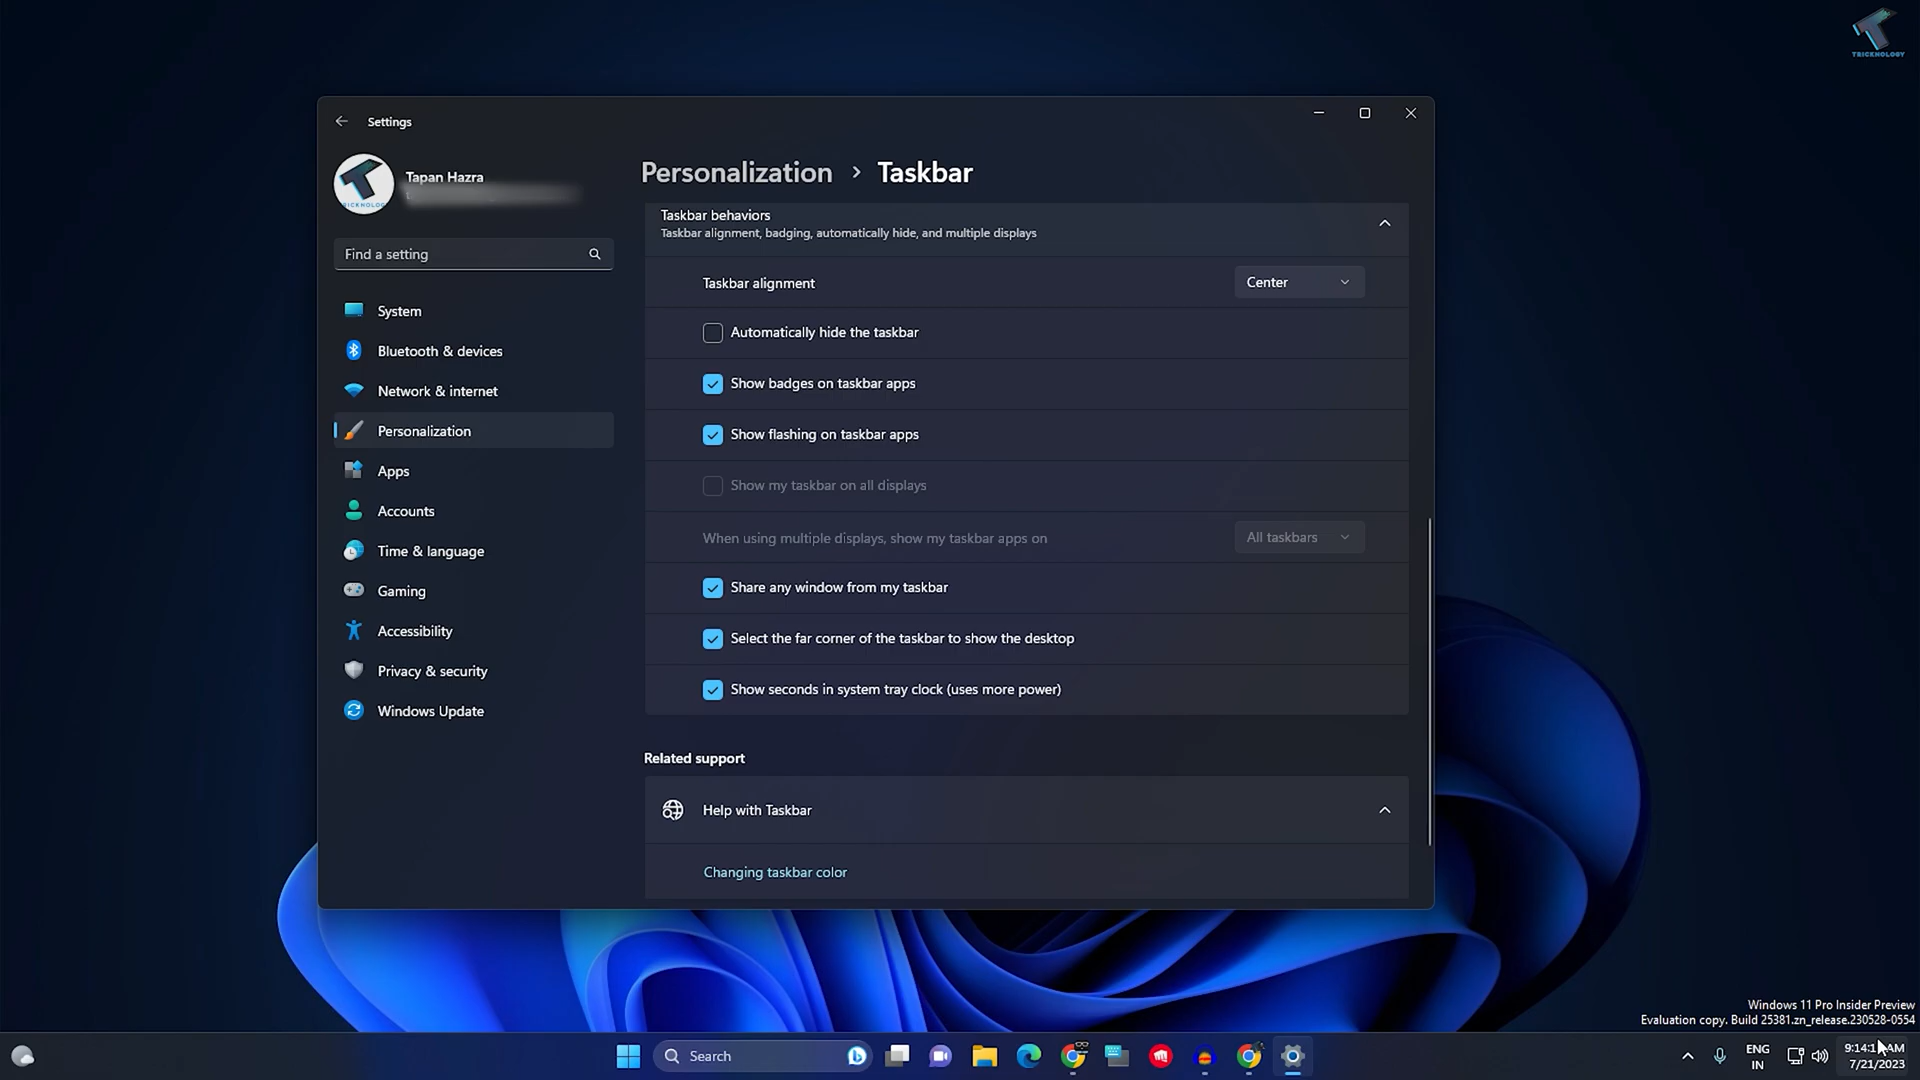 TRICKNOLOGY
Settings
Tapan Hazra
TRICKNOLOGY
Find a setting
System
Bluetooth & devices
Network & internet
Personalization
Apps
Accounts
Time & language
Gaming
Accessibility
Privacy & security
Windows Update
Personalization > Taskbar
Taskbar behaviors
Taskbar alignment, badging, automatically hide, and multiple displays
Taskbar alignment
Center
Automatically hide the taskbar
Show badges on taskbar apps
Show flashing on taskbar apps
Show my taskbar on all displays
When using multiple displays, show my taskbar apps on
All taskbars
Share any window from my taskbar
Select the far corner of the taskbar to show the desktop
Show seconds in system tray clock (uses more power)
Related support
Help with Taskbar
Changing taskbar color
Windows 11 Pro Insider Preview
Evaluation copy. Build 25381.zn_release.230528-0554
Search
ENG
IN
AM
7/21/2023